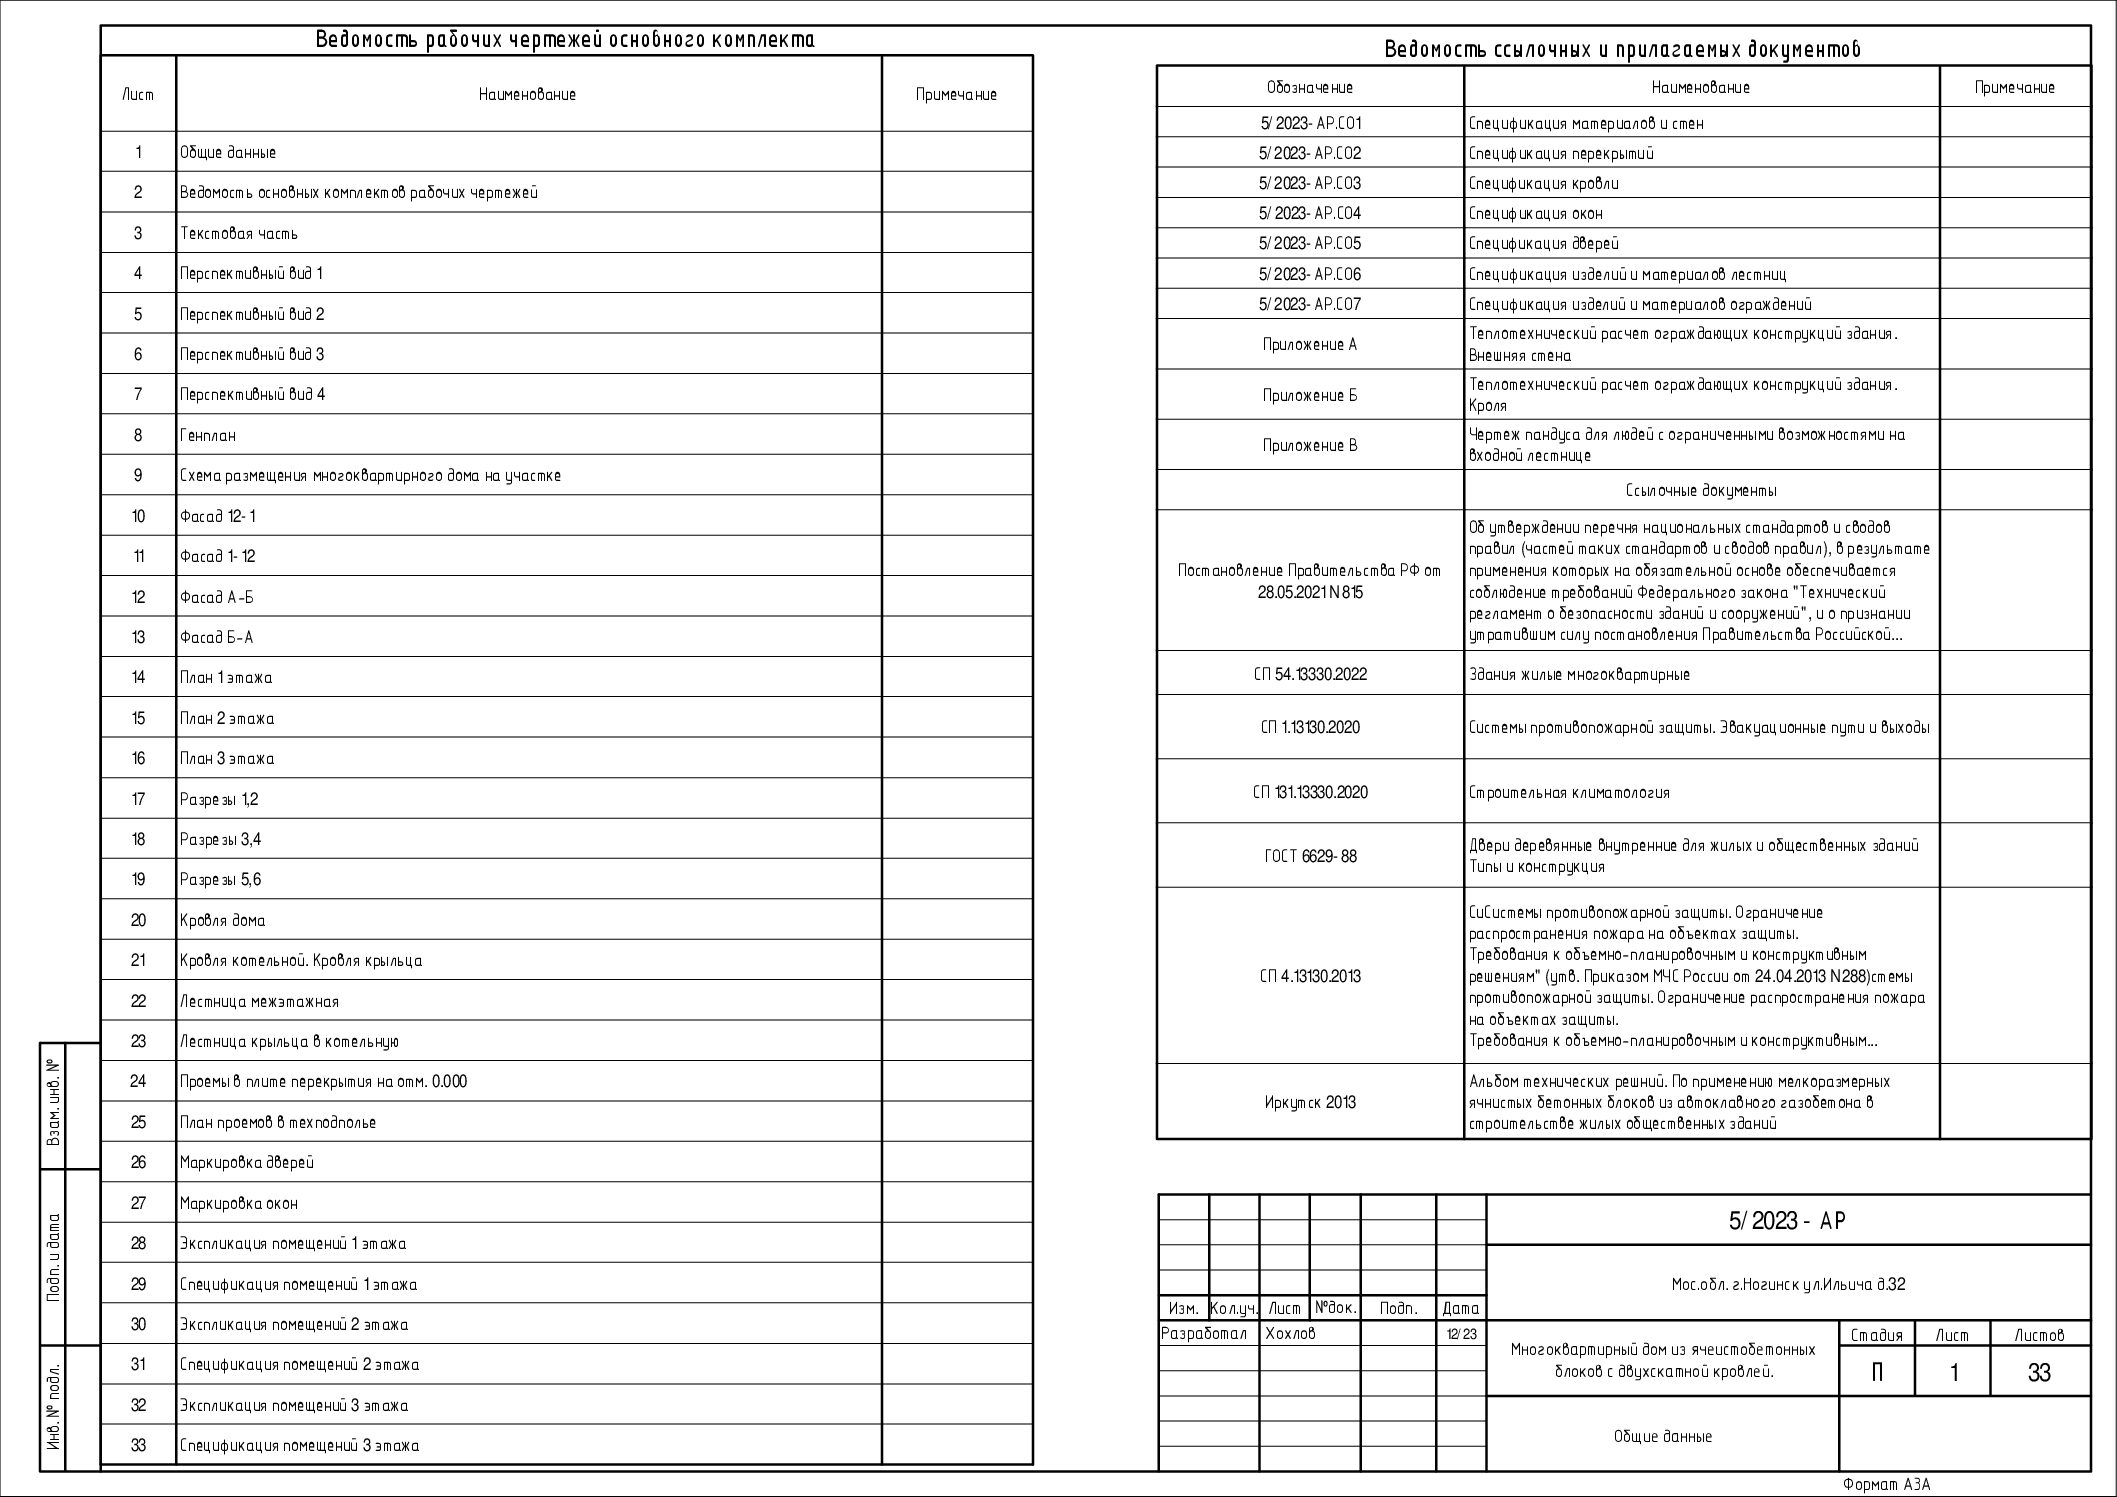 Ведомость рабочих чертежей основного комплекта
Лист Наименование Примечание
1 Общие данные
2 Ведомость основных комплектов рабочих чертежей
3 Текстовая часть
4 Перспективный вид 1
5 Перспективный вид 2
6 Перспективный вид 3
7 Перспективный вид 4
8 Генплан
9 Схема размещения многоквартирного дома на участке
10 Фасад 12-1
11 Фасад 1-12
12 Фасад А-Б
13 Фасад Б-А
14 План 1 этажа
15 План 2 этажа
16 План 3 этажа
17 Разрезы 1,2
18 Разрезы 3,4
19 Разрезы 5,6
20 Кровля дома
21 Кровля котельной. Кровля крыльца
22 Лестница межэтажная
23 Лестница крыльца в котельную
24 Проемы в плите перекрытия на отм. 0.000
25 План проемов в техподполье
26 Маркировка дверей
27 Маркировка окон
28 Экспликация помещений 1 этажа
29 Спецификация помещений 1 этажа
30 Экспликация помещений 2 этажа
31 Спецификация помещений 2 этажа
32 Экспликация помещений 3 этажа
33 Спецификация помещений 3 этажа
Взам. инв. №
Подп. и дата
Инв. № подл.
Ведомость ссылочных и прилагаемых документов
Обозначение Наименование Примечание
5/2023-АР.СО1 Спецификация материалов и стен
5/2023-АР.СО2 Спецификация перекрытий
5/2023-АР.СО3 Спецификация кровли
5/2023-АР.СО4 Спецификация окон
5/2023-АР.СО5 Спецификация дверей
5/2023-АР.СО6 Спецификация изделий и материалов лестниц
5/2023-АР.СО7 Спецификация изделий и материалов ограждений
Приложение А
Теплотехнический расчет ограждающих конструкций здания.
Внешняя стена
Приложение Б
Теплотехнический расчет ограждающих конструкций здания.
Кроля
Приложение В
Чертеж пандуса для людей с ограниченными возможностями на
входной лестнице
Ссылочные документы
Постановление Правительства РФ от
28.05.2021 N 815
Об утверждении перечня национальных стандартов и сводов
правил (частей таких стандартов и сводов правил), в результате
применения которых на обязательной основе обеспечивается
соблюдение требований Федерального закона "Технический
регламент о безопасности зданий и сооружений", и о признании
утратившим силу постановления Правительства Российской...
СП 54.13330.2022 Здания жилые многоквартирные
СП 1.13130.2020 Системы противопожарной защиты. Эвакуационные пути и выходы
СП 131.13330.2020 Строительная климатология
ГОСТ 6629-88
Двери деревянные внутренние для жилых и общественных зданий
Типы и конструкция
СП 4.13130.2013
СиСистемы противопожарной защиты. Ограничение
распространения пожара на объектах защиты.
Требования к объемно-планировочным и конструктивным
решениям" (утв. Приказом МЧС России от 24.04.2013 N 288)стемы
противопожарной защиты. Ограничение распространения пожара
на объектах защиты.
Требования к объемно-планировочным и конструктивным...
Иркутск 2013
Альбом технических решний. По применению мелкоразмерных
ячнистых бетонных блоков из автоклавного газобетона в
строительстве жилых общественных зданий
5/2023 - АР
Мос.обл. г.Ногинск ул.Ильича д.32
Изм. Кол.уч. Лист №док. Подп. Дата
Разработал Хохлов 12/23
Многоквартирный дом из ячеистобетонных
блоков с двухскатной кровлей.
Стадия Лист Листов
П 1 33
Общие данные
Формат А3А